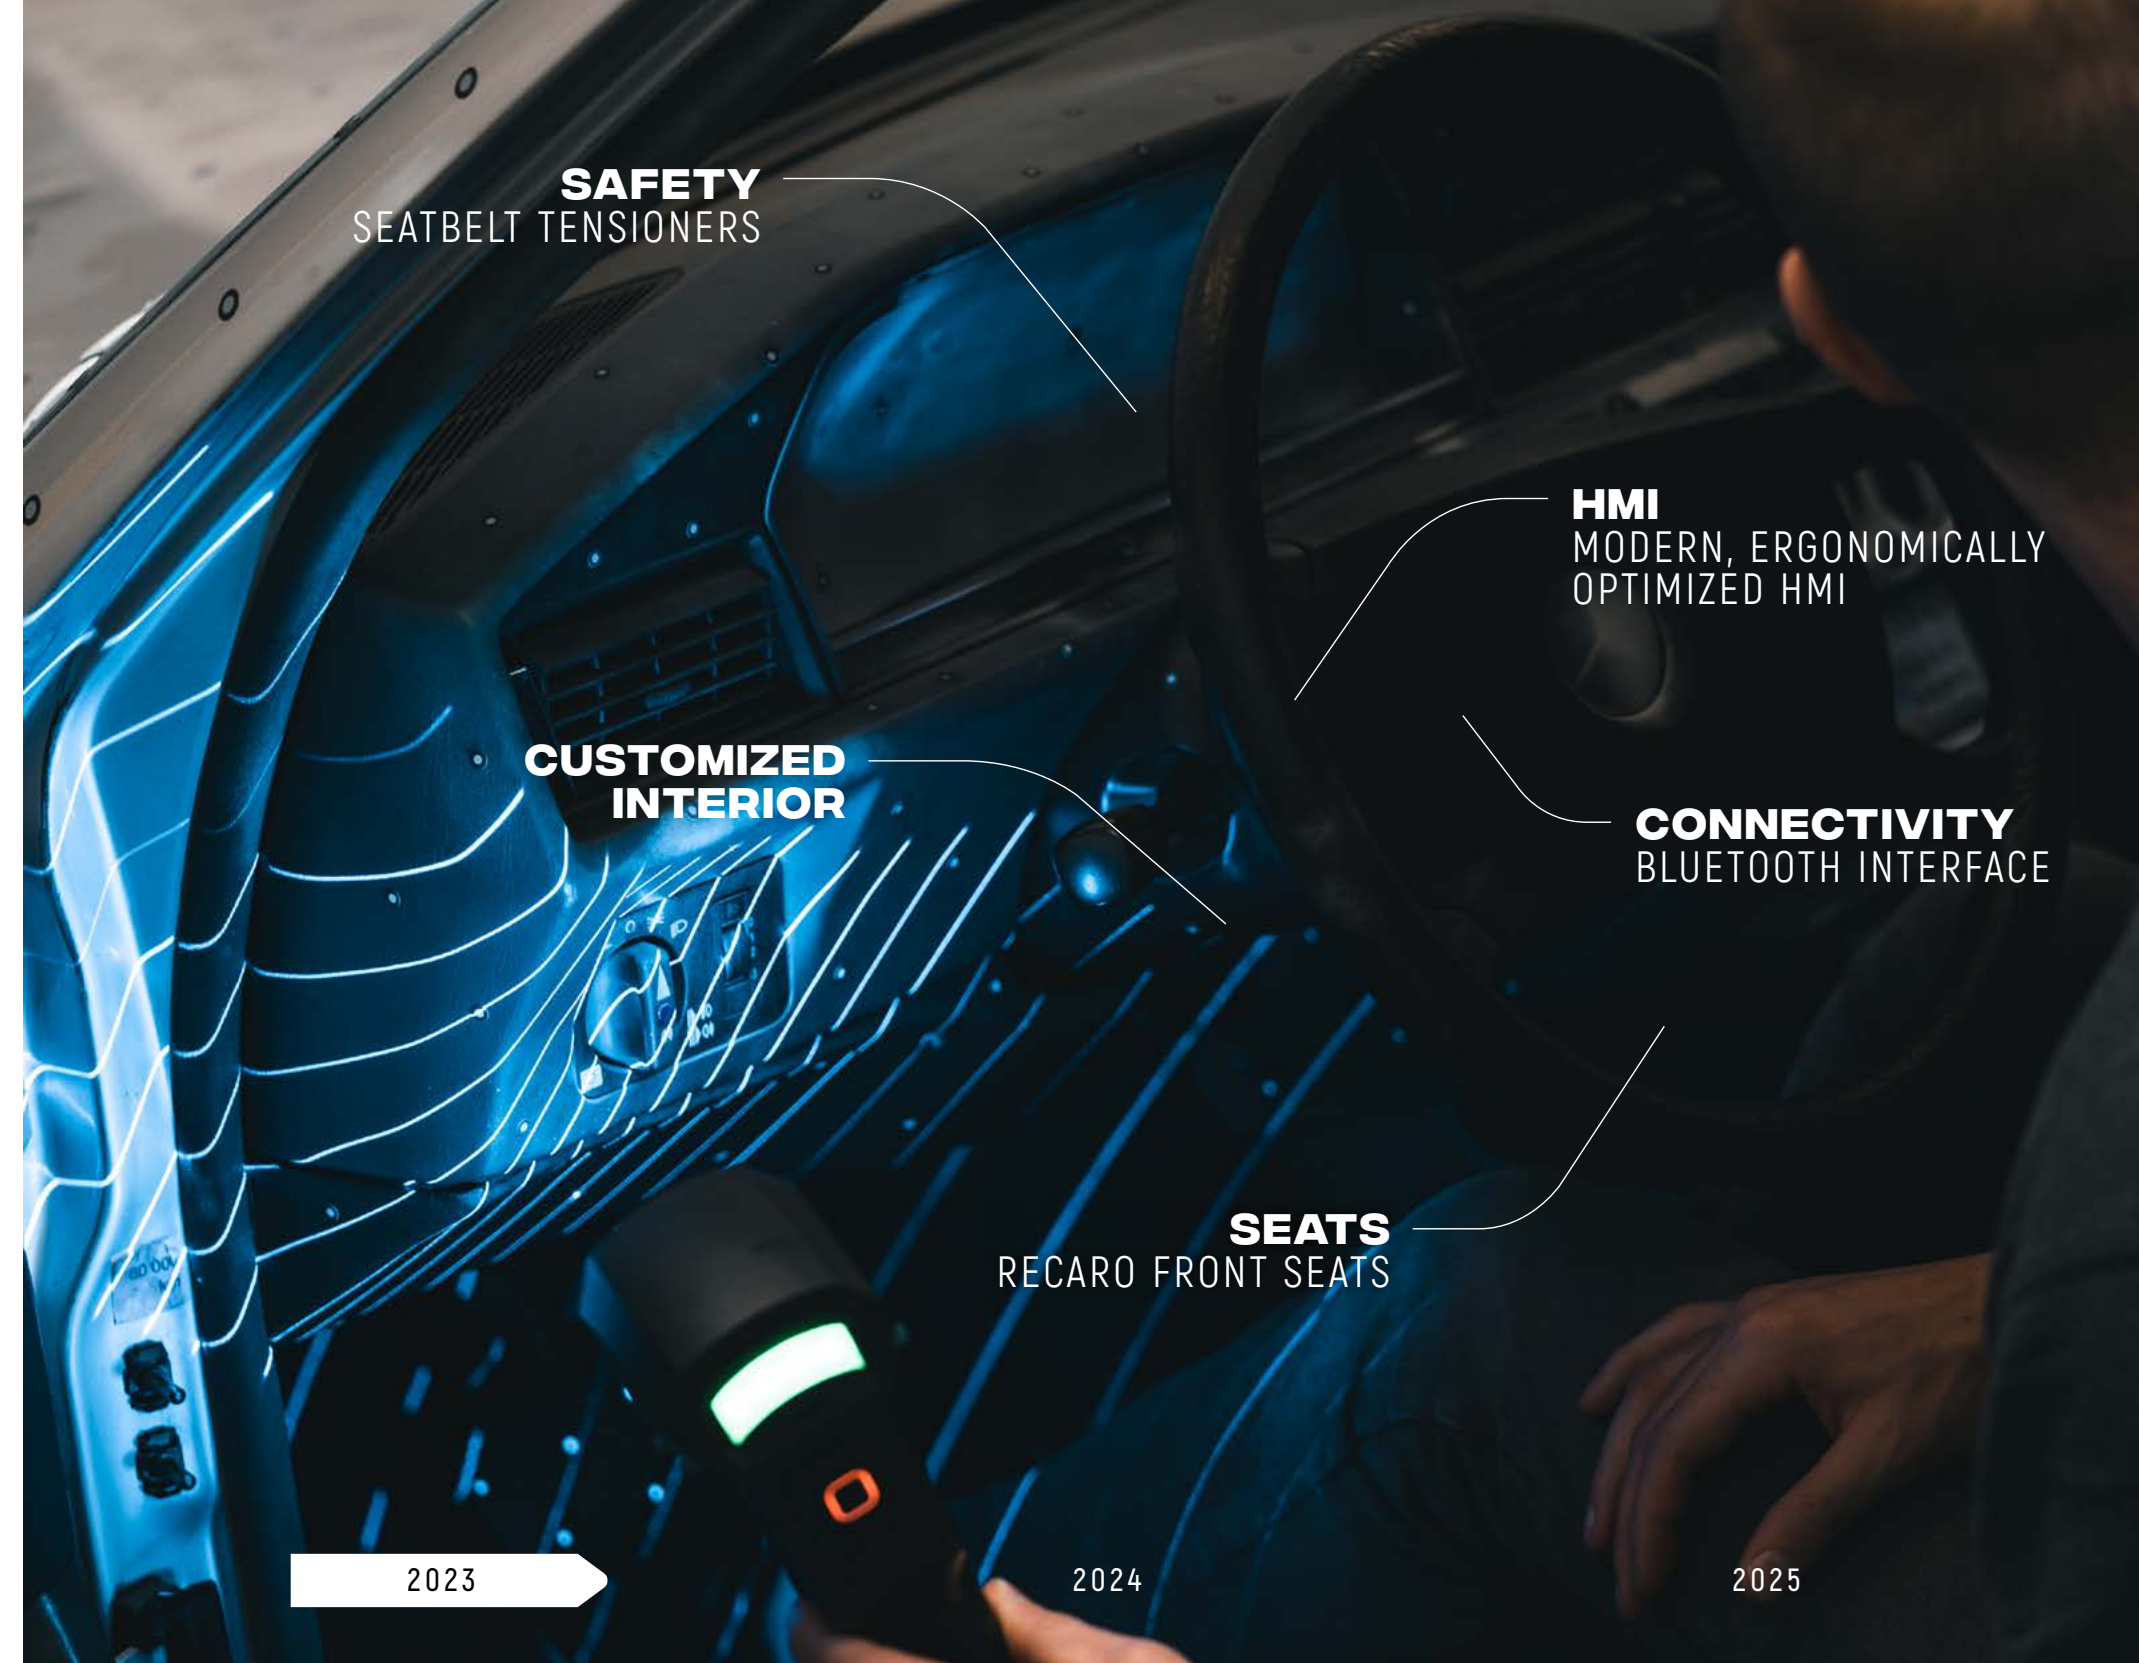 SAFETY
SEATBELT TENSIONERS
HMI
MODERN, ERGONOMICALLY
OPTIMIZED HMI
CUSTOMIZED
INTERIOR
CONNECTIVITY
BLUETOOTH INTERFACE
SEATS
RECARO FRONT SEATS
2023
2024
2025